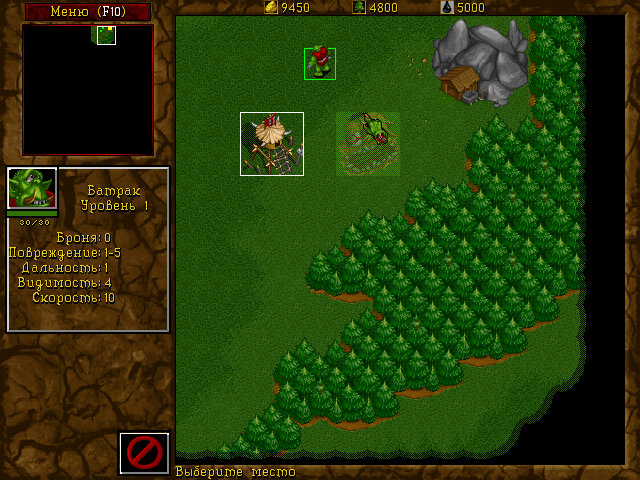 Меню (F10)
9450
4800
5000
Батрак
Уровень 1
30/30
Броня: 0
Повреждение: 1-5
Дальность: 1
Видимость: 4
Скорость: 10
Выберите место